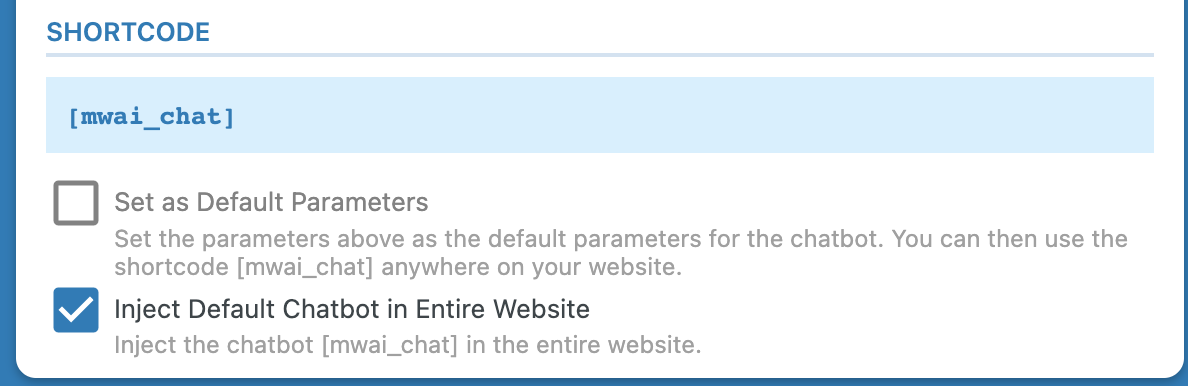 SHORTCODE
[mwai_chat]
Set as Default Parameters
Set the parameters above as the default parameters for the chatbot. You can then use the
shortcode [mwai_chat] anywhere on your website.
Inject Default Chatbot in Entire Website
Inject the chatbot [mwai_chat] in the entire website.